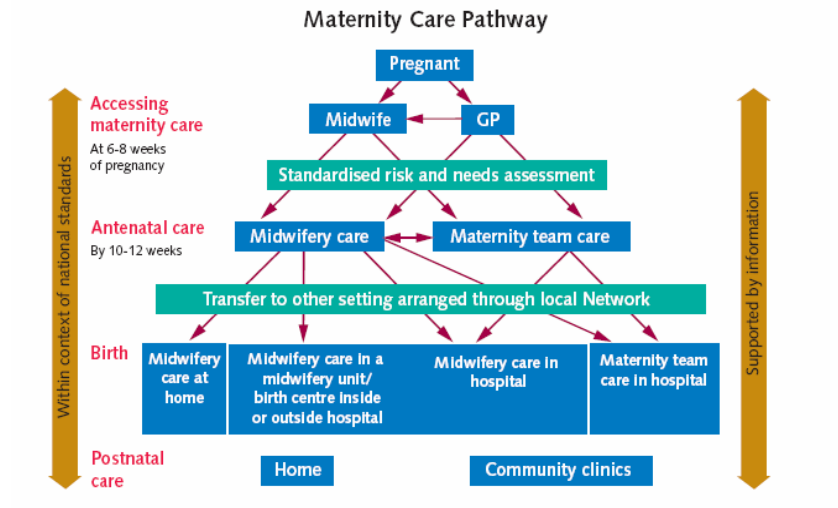 Maternity Care Pathway
Pregnant
Accessing
maternity care
At 6-8 weeks
of pregnancy
Midwife
GP
Standardised risk and needs assessment
Antenatal care
By 10-12 weeks
Midwifery care
Maternity team care
Transfer to other setting arranged through local Network
Birth
Midwifery
care at
home
Midwifery care in a
midwifery unit/
birth centre inside
or outside hospital
Midwifery care in
hospital
Maternity team
care in hospital
Postnatal
care
Home
Community clinics
Within context of national standards
Supported by information